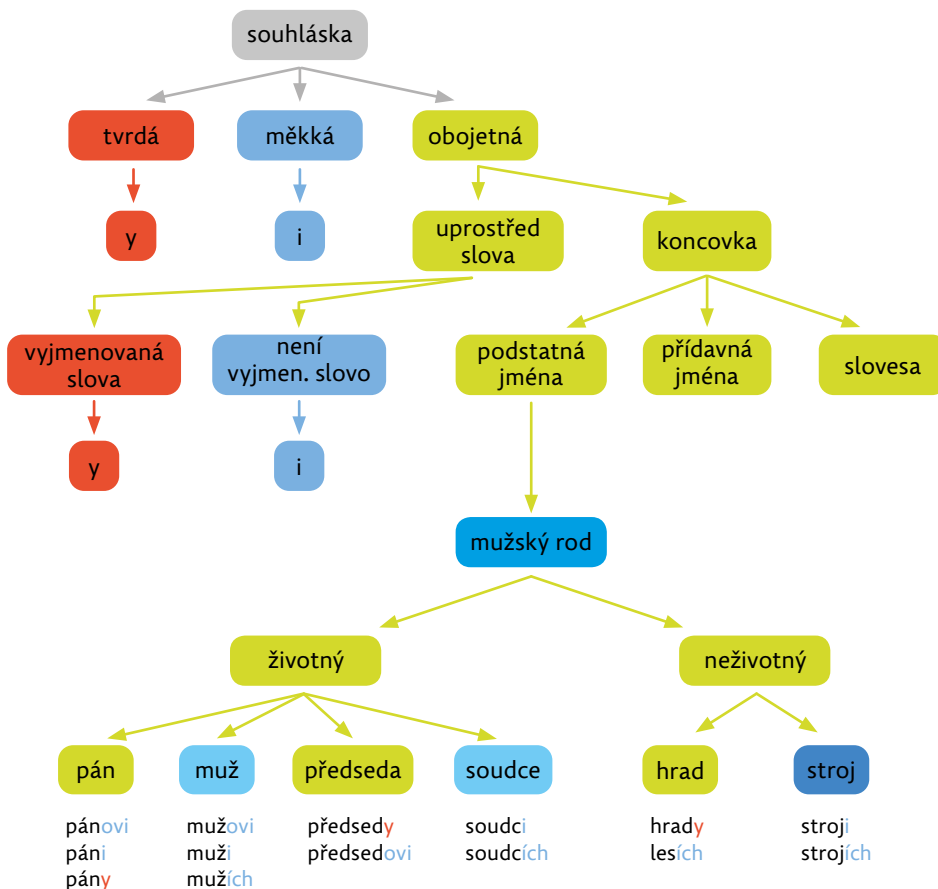 souhláska
tvrdá
měkká
obojetná
y
i
uprostřed
slova
koncovka
vyjmenovaná
slova
není
vyjmen. slovo
podstatná
jména
přídavná
jména
slovesa
y
i
mužský rod
životný
neživotný
pán
muž
předseda
soudce
hrad
stroj
pánovi
páni
pány
mužovi
muži
mužích
předsedy
předsedovi
soudci
soudcích
hrady
lesích
stroji
strojích